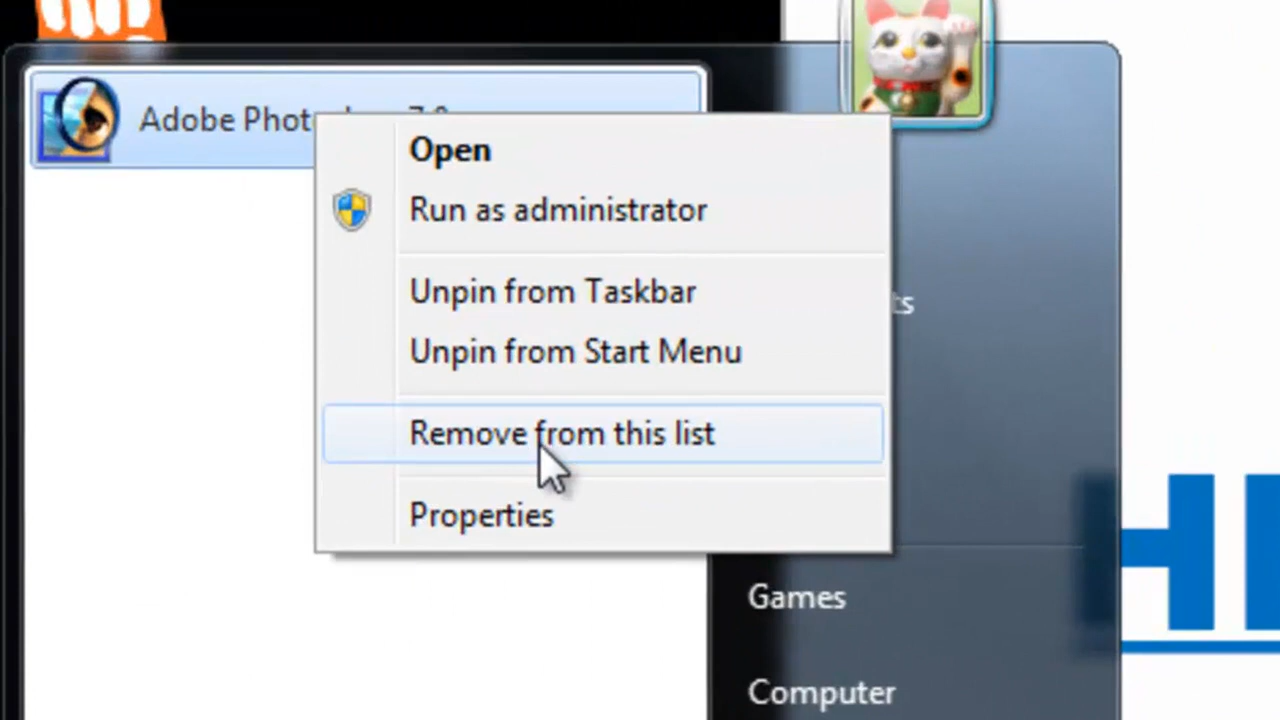 Adobe Phot
Open
Run as administrator
Unpin from Taskbar
Unpin from Start Menu
Remove from this list
Properties
ts
Games
Computer
H